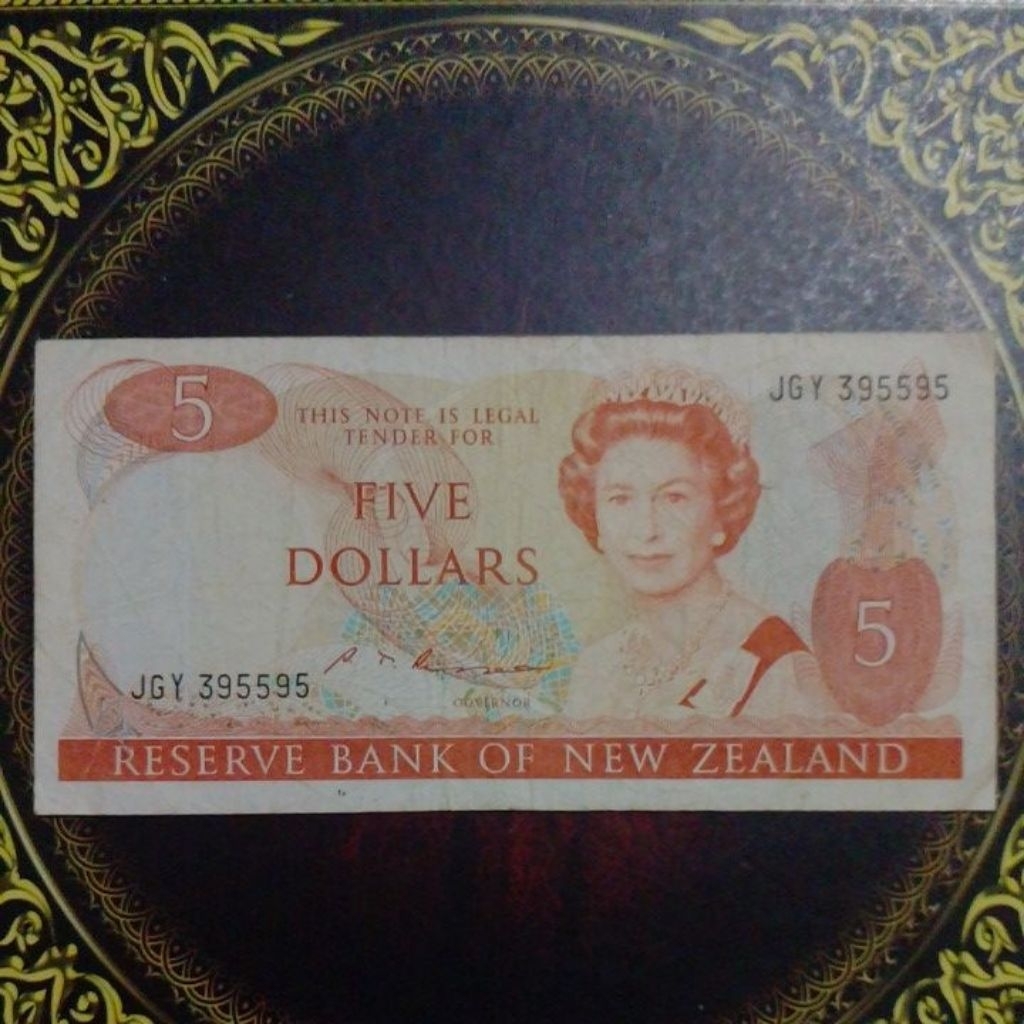 5
THIS NOTE IS LEGAL
TENDER FOR
JGY 395595
FIVE
DOLLARS
5
JGY 395595
GOVERNOR
RESERVE BANK OF NEW ZEALAND